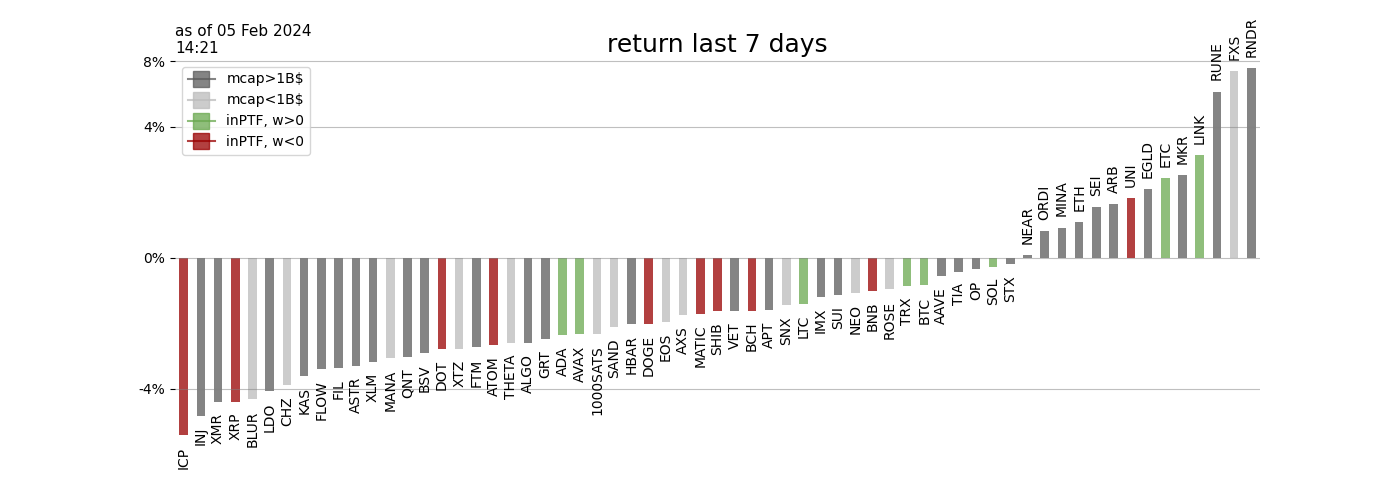 as of 05 Feb 2024
14:21
return last 7 days
8%
4%
0%
-4%
mcap>1B$
mcap<1B$
inPTF, w>0
inPTF, w<0
ICP
INJ
XMR
XRP
BLUR
LDO
CHZ
KAS
FLOW
FIL
ASTR
XLM
MANA
QNT
BSV
DOT
XTZ
FTM
ATOM
THETA
ALGO
GRT
ADA
AVAX
1000SATS
SAND
HBAR
DOGE
EOS
AXS
MATIC
SHIB
VET
BCH
APT
SNX
LTC
IMX
SUI
NEO
BNB
ROSE
TRX
BTC
AAVE
TIA
OP
SOL
STX
NEAR
ORDI
MINA
ETH
SEI
ARB
UNI
EGLD
ETC
MKR
LINK
RUNE
FXS
RNDR